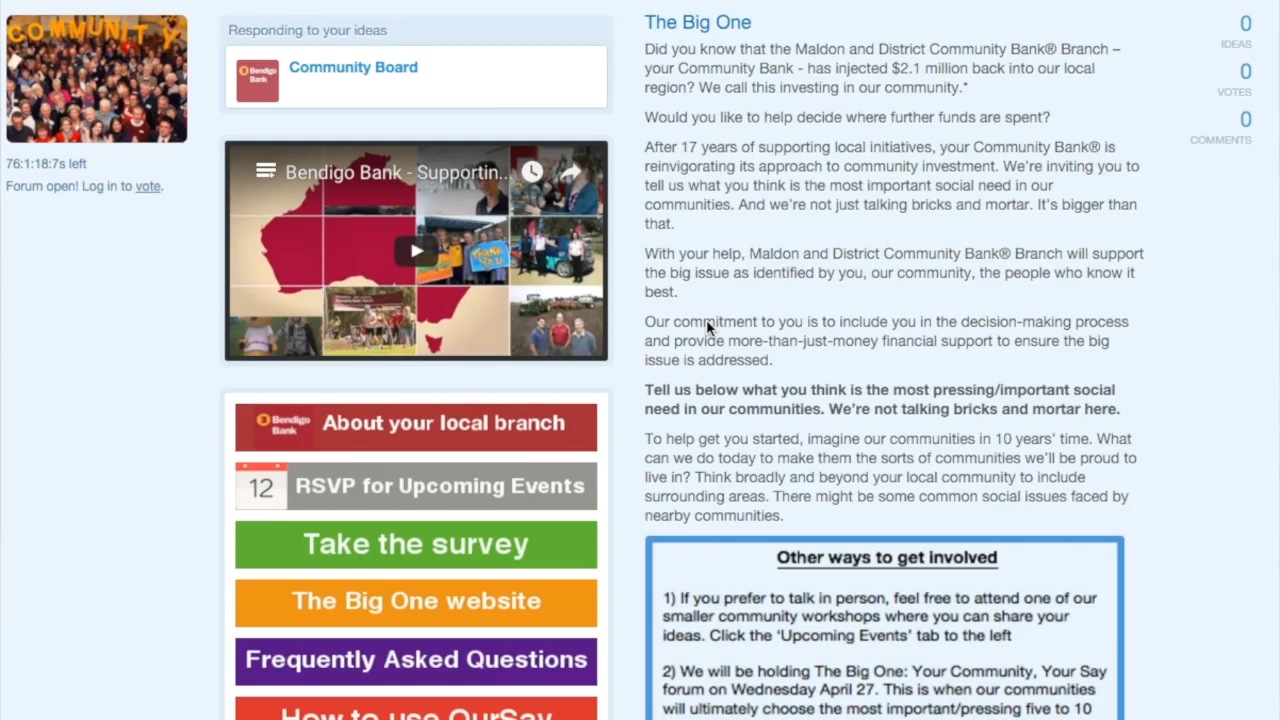 COMMUNITY
76:1:18:7s left
Forum open! Log in to vote.
Responding to your ideas
Bendigo
Bank
Community Board
Bendigo Bank - Supportin...
THANK
YOU
Bendigo
Bank
About your local branch
12
RSVP for Upcoming Events
Take the survey
The Big One website
Frequently Asked Questions
How to use OurSay
The Big One
Did you know that the Maldon and District Community Bank® Branch –
your Community Bank - has injected $2.1 million back into our local
region? We call this investing in our community.*
Would you like to help decide where further funds are spent?
After 17 years of supporting local initiatives, your Community Bank® is
reinvigorating its approach to community investment. We're inviting you to
tell us what you think is the most important social need in our
communities. And we're not just talking bricks and mortar. It's bigger than
that.
With your help, Maldon and District Community Bank® Branch will support
the big issue as identified by you, our community, the people who know it
best.
Our commitment to you is to include you in the decision-making process
and provide more-than-just-money financial support to ensure the big
issue is addressed.
Tell us below what you think is the most pressing/important social
need in our communities. We're not talking bricks and mortar here.
To help get you started, imagine our communities in 10 years' time. What
can we do today to make them the sorts of communities we'll be proud to
live in? Think broadly and beyond your local community to include
surrounding areas. There might be some common social issues faced by
nearby communities.
Other ways to get involved
1) If you prefer to talk in person, feel free to attend one of our
smaller community workshops where you can share your
ideas. Click the 'Upcoming Events' tab to the left
2) We will be holding The Big One: Your Community, Your Say
forum on Wednesday April 27. This is when our communities
will ultimately choose the most important/pressing five to 10
0
IDEAS
0
VOTES
0
COMMENTS